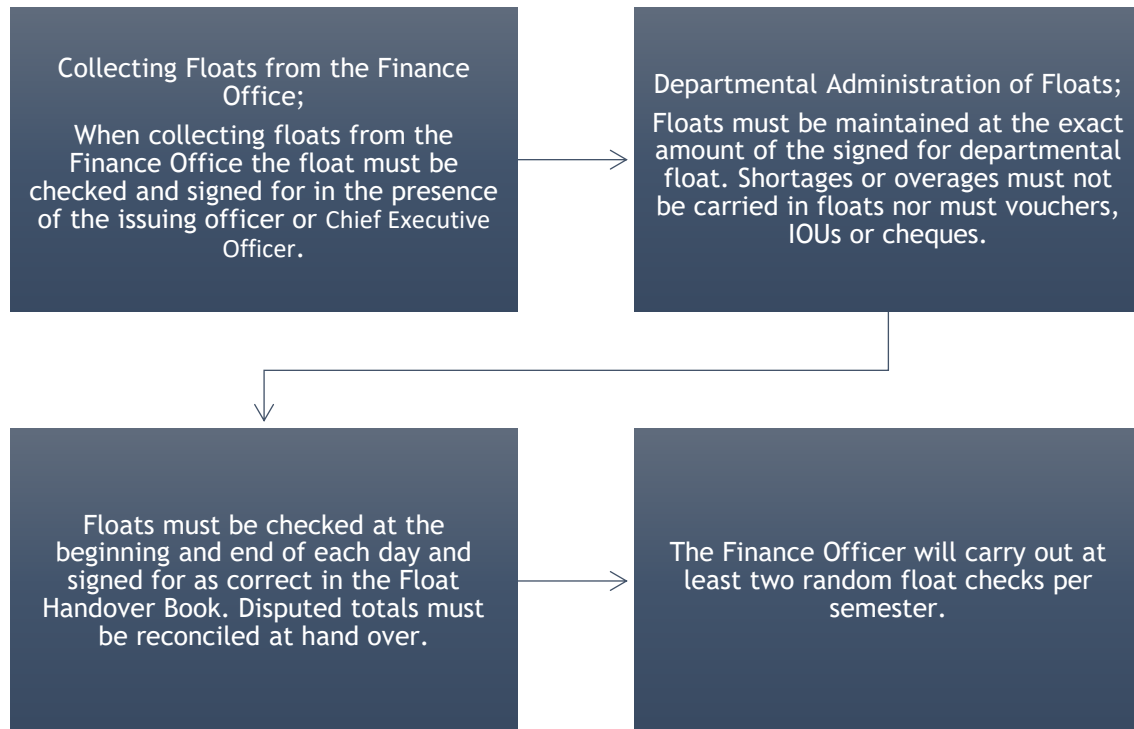 Collecting Floats from the Finance
Office;
When collecting floats from the
Finance Office the float must be
checked and signed for in the presence
of the issuing officer or Chief Executive
Officer.
Departmental Administration of Floats;
Floats must be maintained at the exact
amount of the signed for departmental
float. Shortages or overages must not
be carried in floats nor must vouchers,
IOUs or cheques.
Floats must be checked at the
beginning and end of each day and
signed for as correct in the Float
Handover Book. Disputed totals must
be reconciled at hand over.
The Finance Officer will carry out at
least two random float checks per
semester.